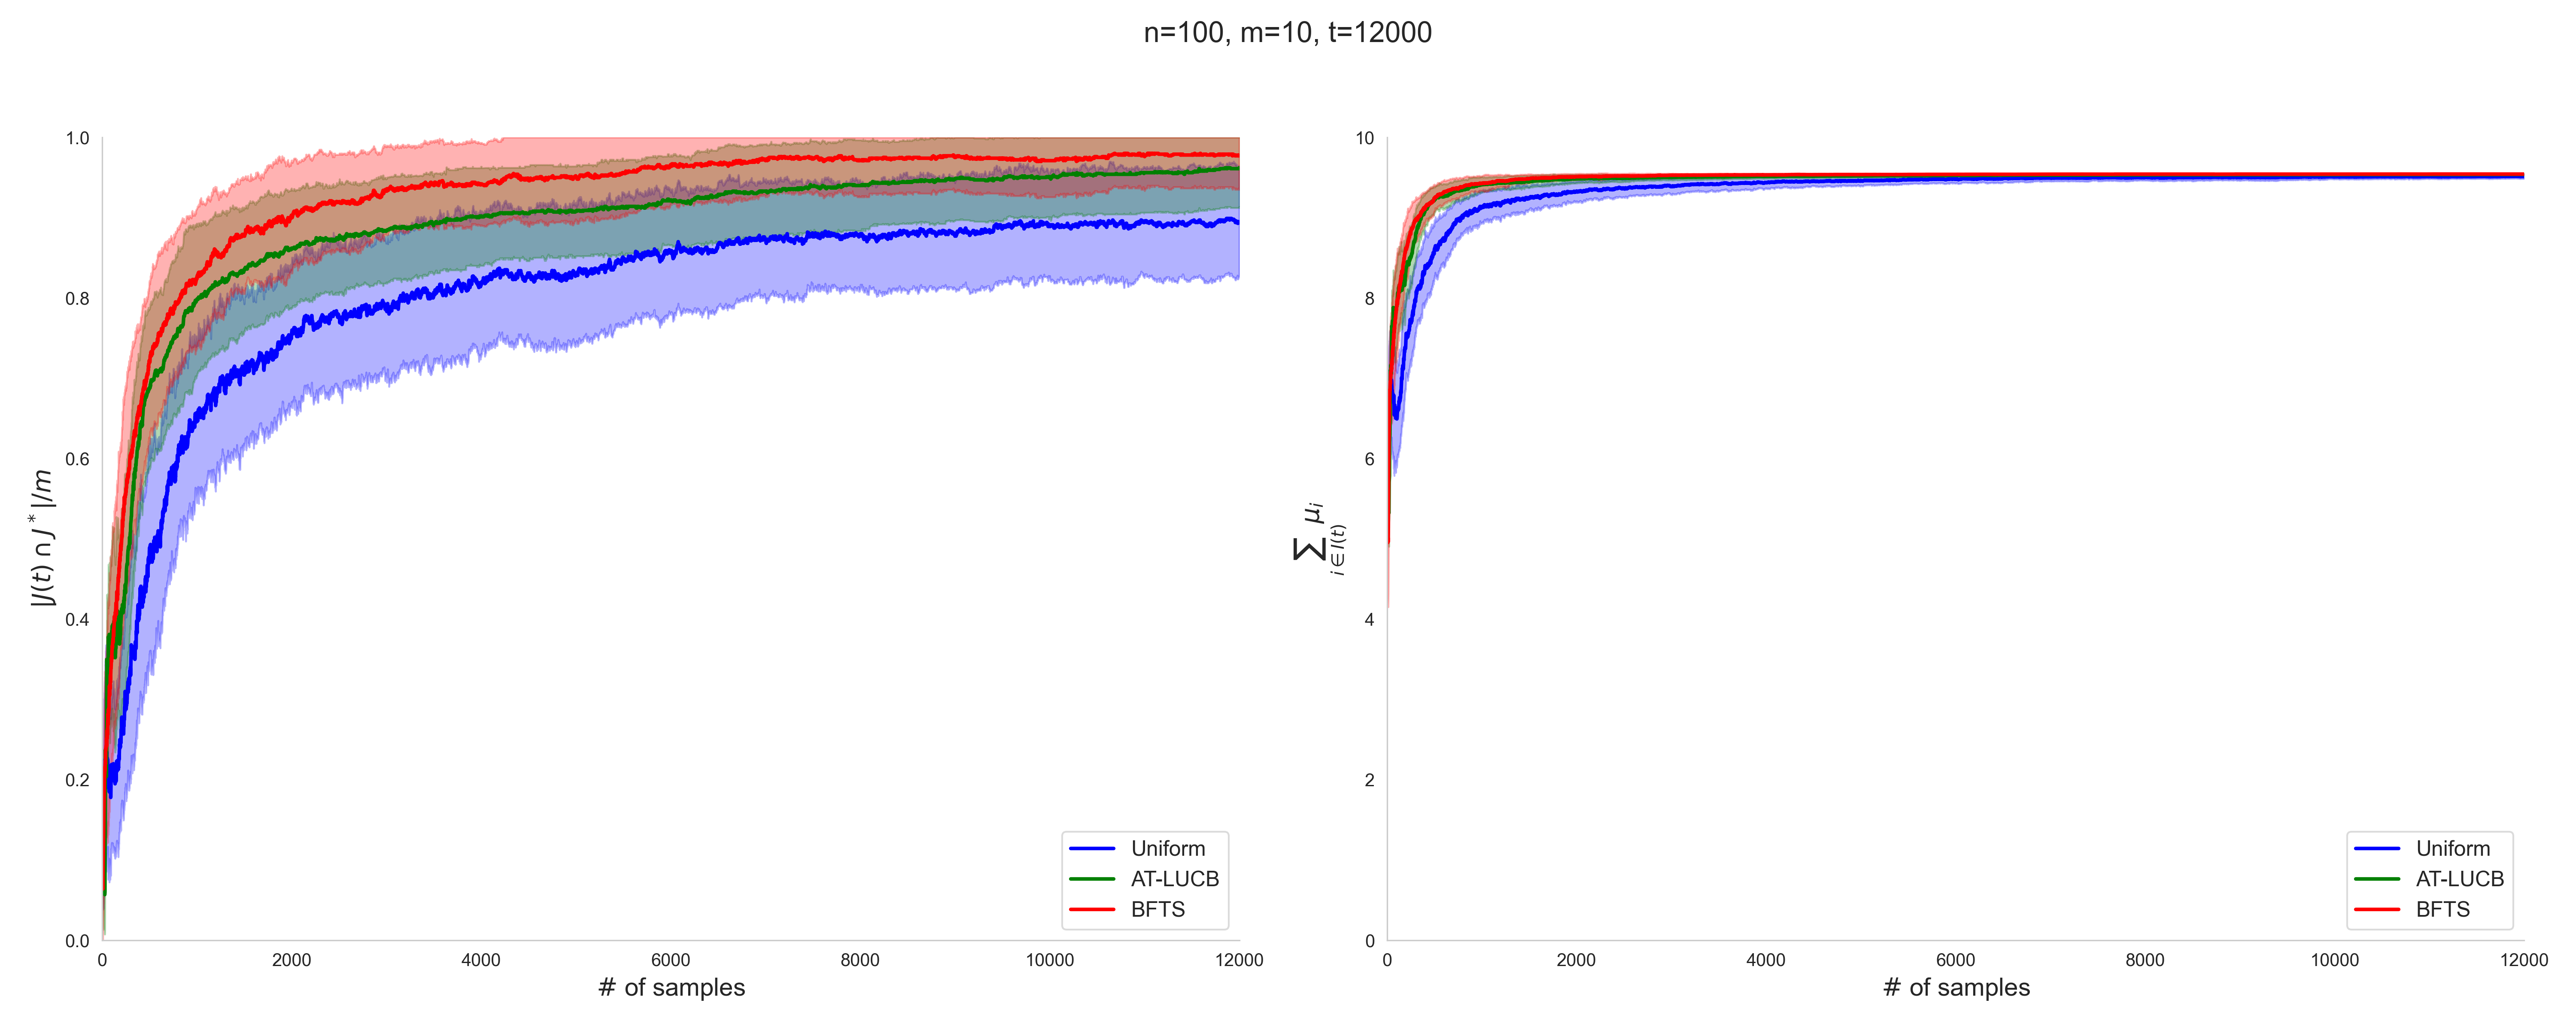 n=100, m=10, t=12000
|J(t) ∩ J*|/m
1.0
0.8
0.6
0.4
0.2
0.0
0 2000 4000 6000 8000 10000 12000
# of samples
Uniform
AT-LUCB
BFTS
∑ μi
i∈I(t)
10
8
6
4
2
0
0 2000 4000 6000 8000 10000 12000
# of samples
Uniform
AT-LUCB
BFTS